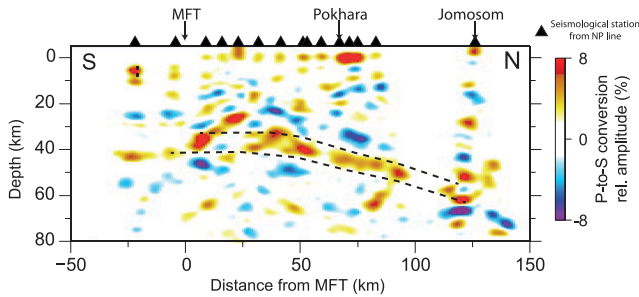 MFT Pokhara Jomosom
Seismological station
from NP line
S N
0
20
40
60
80
Depth (km)
−50 0 50 100 150
Distance from MFT (km)
8
0
-8
P-to-S conversion
rel. amplitude (%)